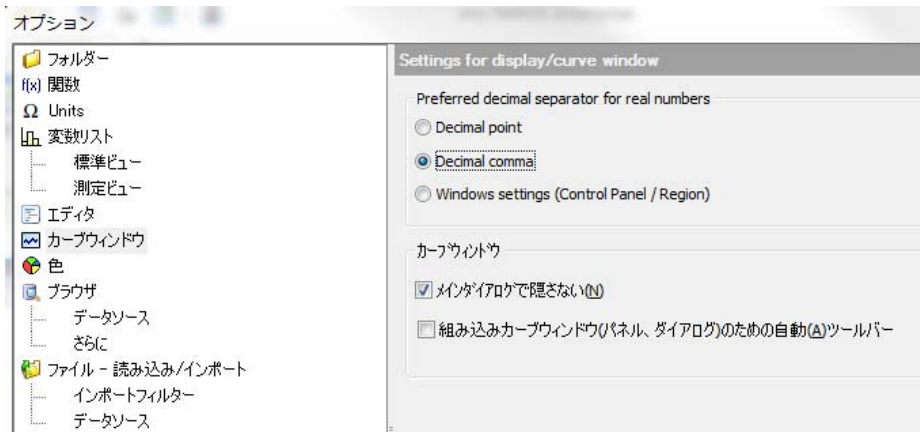 オプション
フォルダー
f(x) 関数
Ω Units
変数リスト
標準ビュー
測定ビュー
エディタ
カーブウィンドウ
色
ブラウザ
データソース
さらに
ファイル - 読み込み/インポート
インポートフィルター
データソース
Settings for display/curve window
Preferred decimal separator for real numbers
Decimal point
Decimal comma
Windows settings (Control Panel / Region)
カーブウィンドウ
メインダイアログで隠さない(N)
組み込みカーブウィンドウ(パネル、ダイアログ)のための自動(A)ツールバー